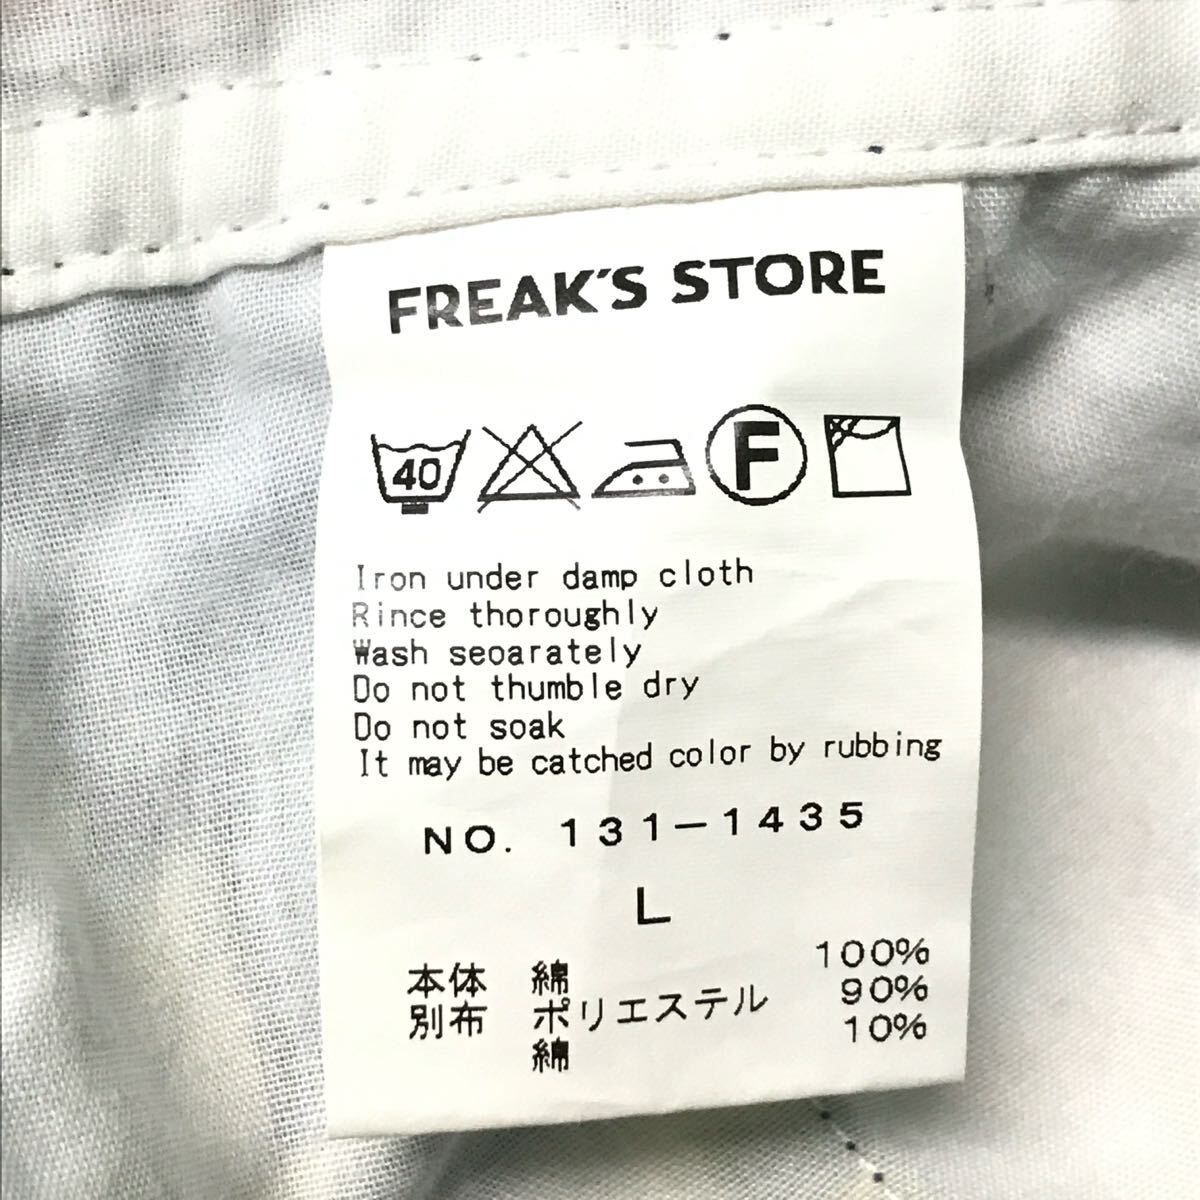 FREAK'S STORE
40 F
Iron under damp cloth
Rince thoroughly
Wash seoarately
Do not thumble dry
Do not soak
It may be catched color by rubbing
NO. 131-1435
L
本体 綿 100%
別布 ポリエステル 90%
綿 10%